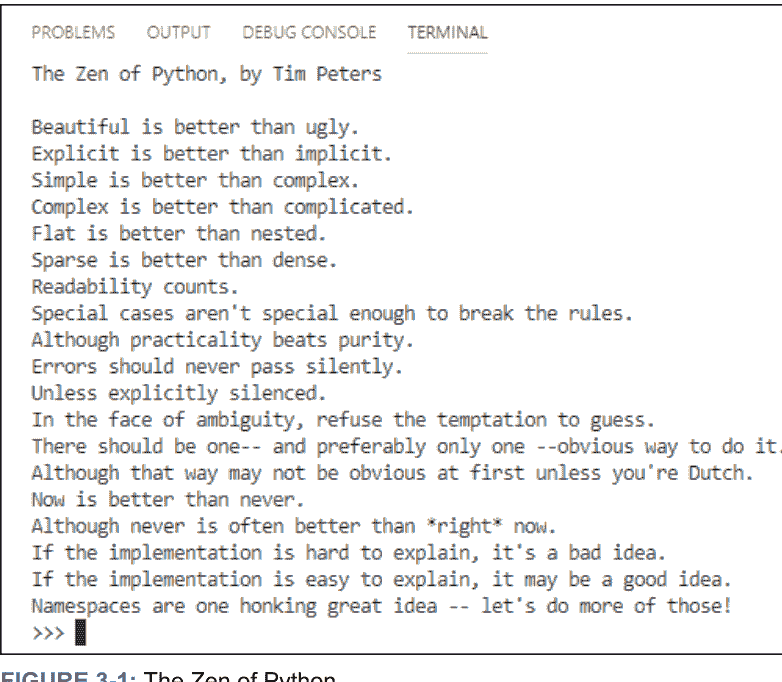 PROBLEMS OUTPUT DEBUG CONSOLE TERMINAL
The Zen of Python, by Tim Peters
Beautiful is better than ugly.
Explicit is better than implicit.
Simple is better than complex.
Complex is better than complicated.
Flat is better than nested.
Sparse is better than dense.
Readability counts.
Special cases aren't special enough to break the rules.
Although practicality beats purity.
Errors should never pass silently.
Unless explicitly silenced.
In the face of ambiguity, refuse the temptation to guess.
There should be one-- and preferably only one --obvious way to do it.
Although that way may not be obvious at first unless you're Dutch.
Now is better than never.
Although never is often better than *right* now.
If the implementation is hard to explain, it's a bad idea.
If the implementation is easy to explain, it may be a good idea.
Namespaces are one honking great idea -- let's do more of those!
>>>
FIGURE 3-1: The Zen of Python